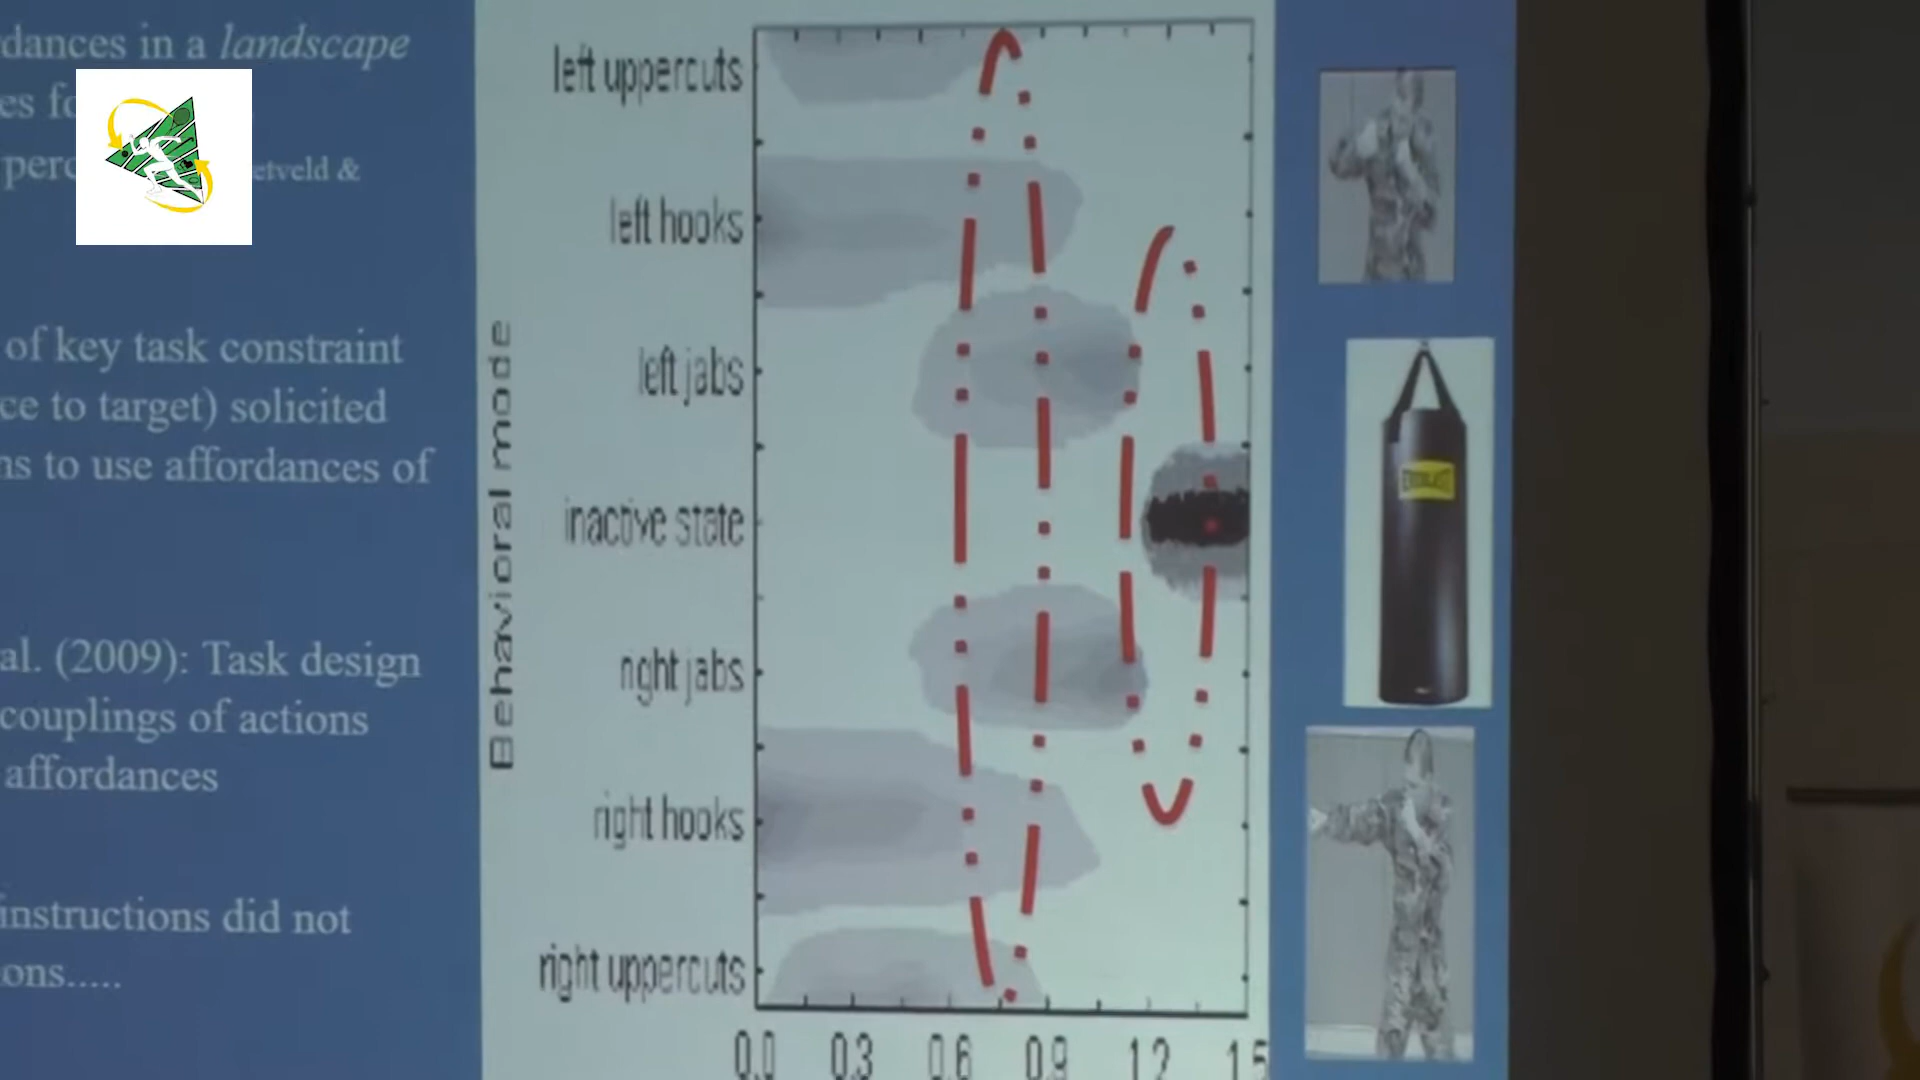 dances in a landscape
es fo
perc etveld &
of key task constraint
ce to target) solicited
ns to use affordances of
al. (2009): Task design
couplings of actions
affordances
instructions did not
ons.....
Behavioral mode
left uppercuts
left hooks
left jabs
inactive state
right jabs
right hooks
right uppercuts
0.0 0.3 0.6 0.9 1.2 1.5
EVERLAST